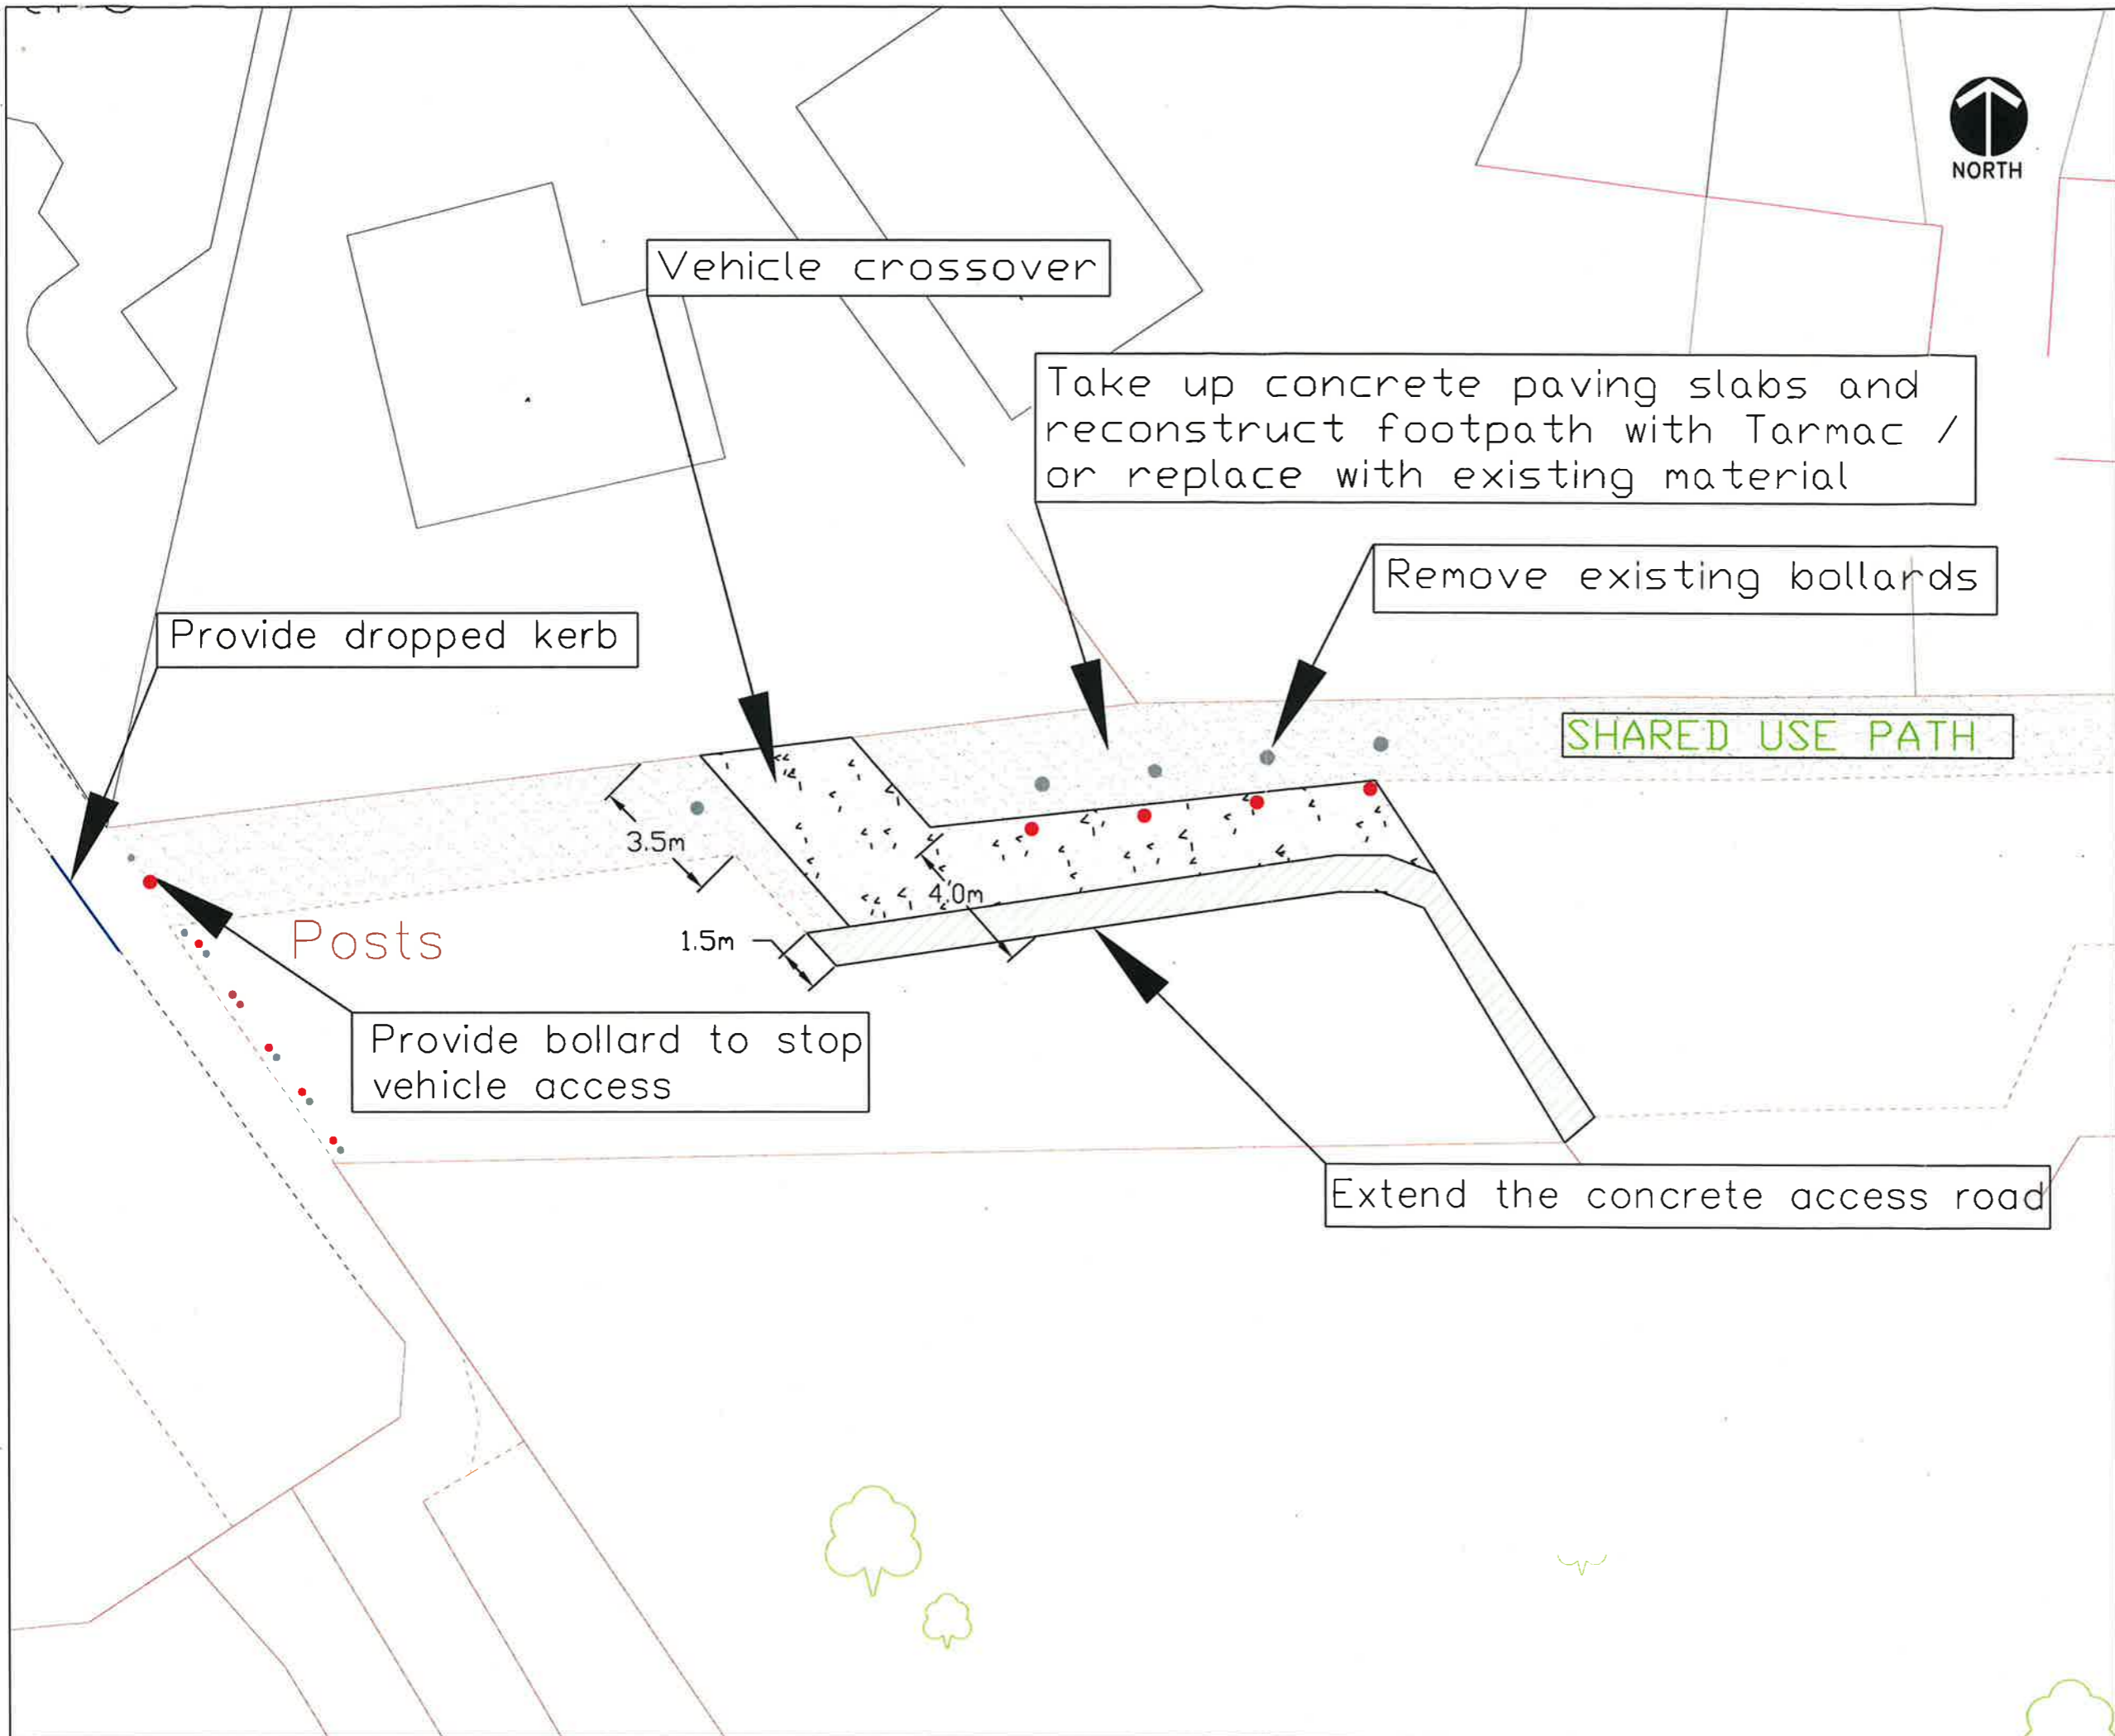 NORTH
Vehicle crossover
Take up concrete paving slabs and
reconstruct footpath with Tarmac /
or replace with existing material
Remove existing bollards
Provide dropped kerb
SHARED USE PATH
3.5m
4.0m
1.5m
Posts
Provide bollard to stop
vehicle access
Extend the concrete access road